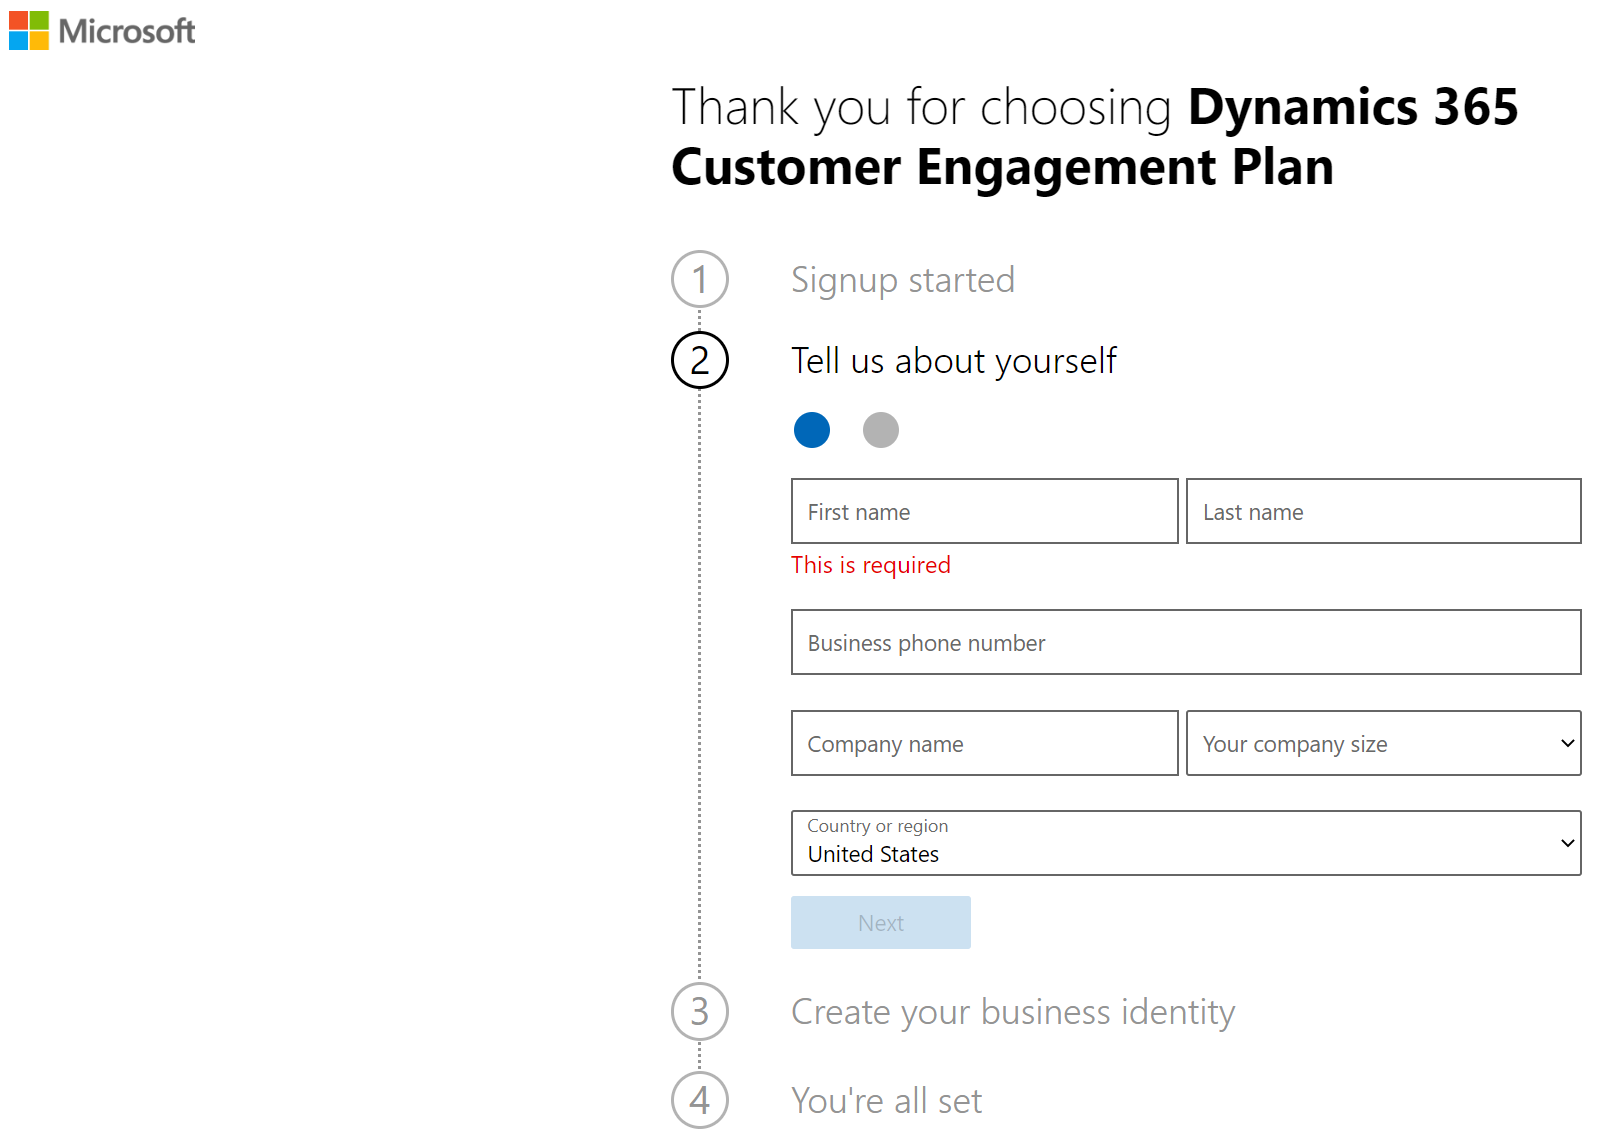 Microsoft
Thank you for choosing Dynamics 365
Customer Engagement Plan
1 Signup started
2 Tell us about yourself
First name Last name
This is required
Business phone number
Company name Your company size
Country or region
United States
Next
3 Create your business identity
4 You're all set